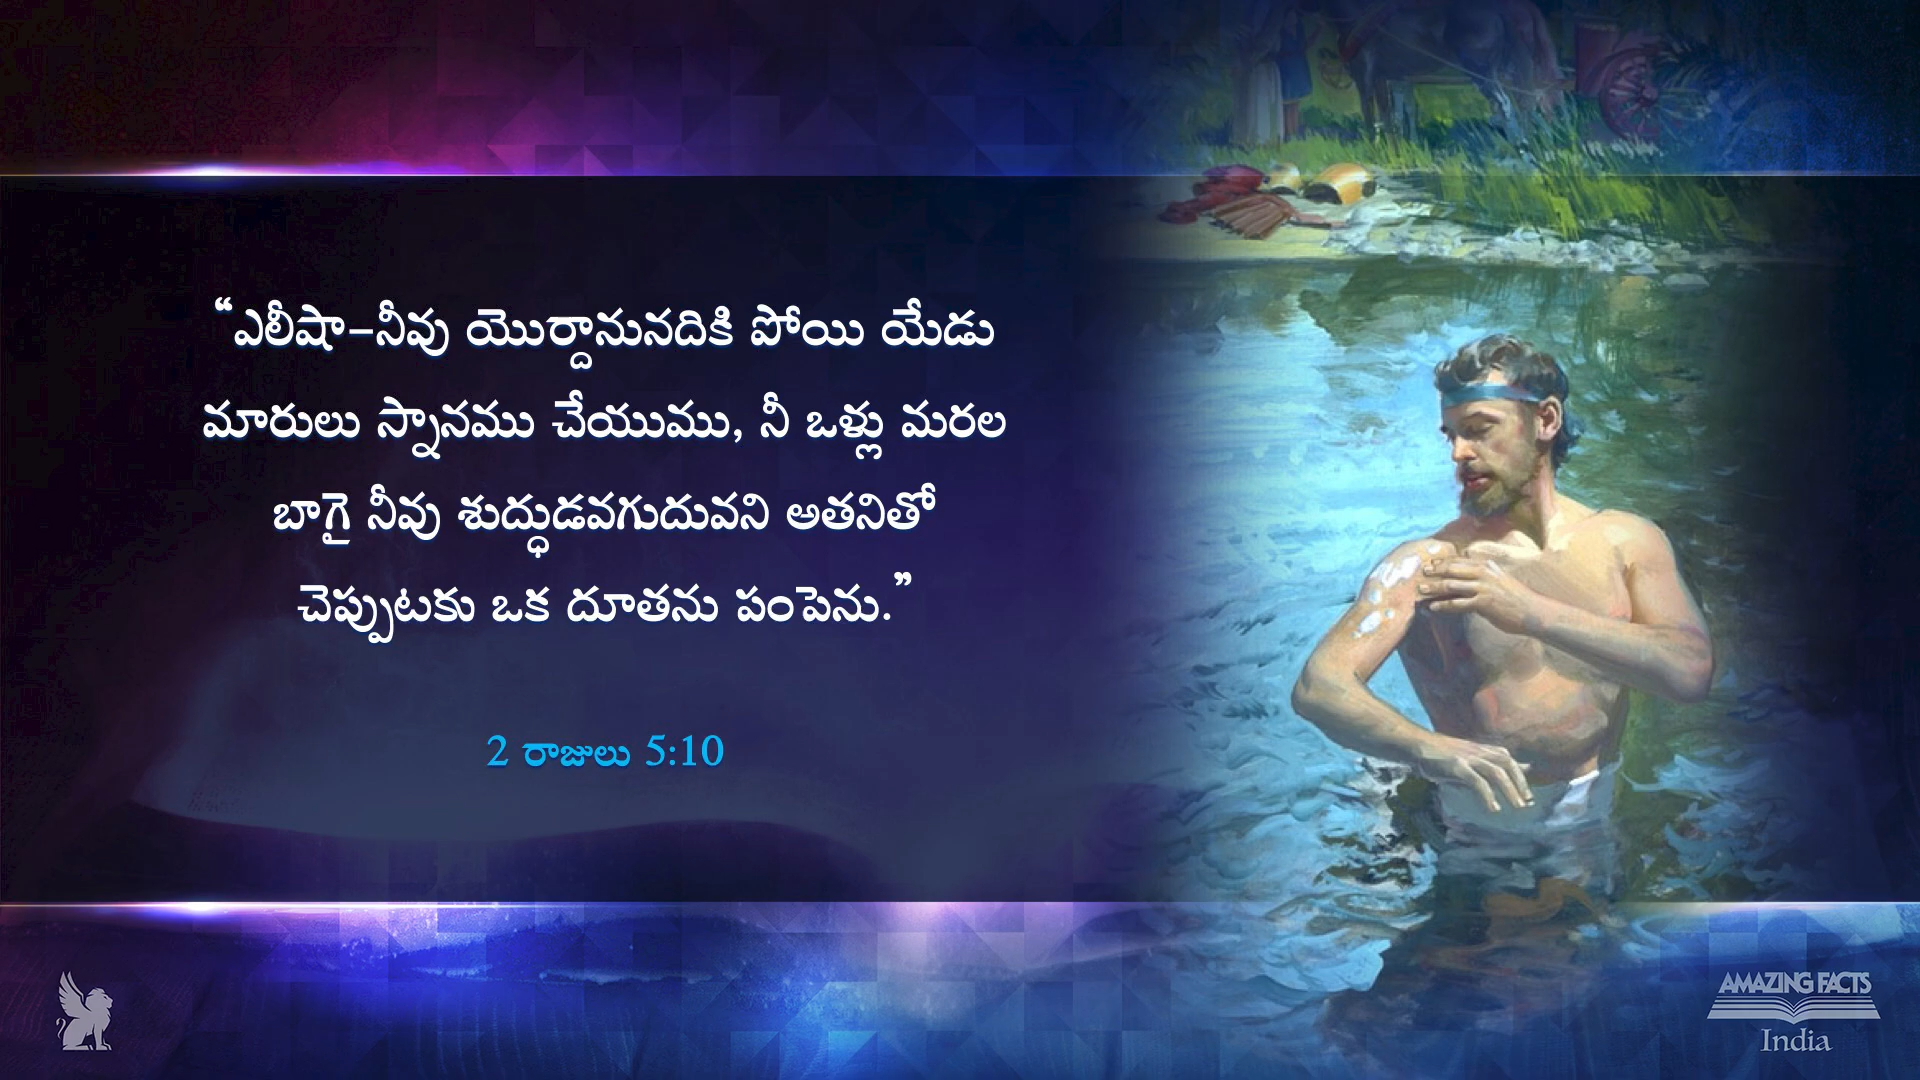 “ఎలీషా–నీవు యొర్దానునదికి పోయి యేడు
మారులు స్నానము చేయుము, నీ ఒళ్లు మరల
బాగై నీవు శుద్ధుడవగుదువని అతనితో
చెప్పుటకు ఒక దూతను పంపెను.”
2 రాజులు 5:10
AMAZING FACTS
India